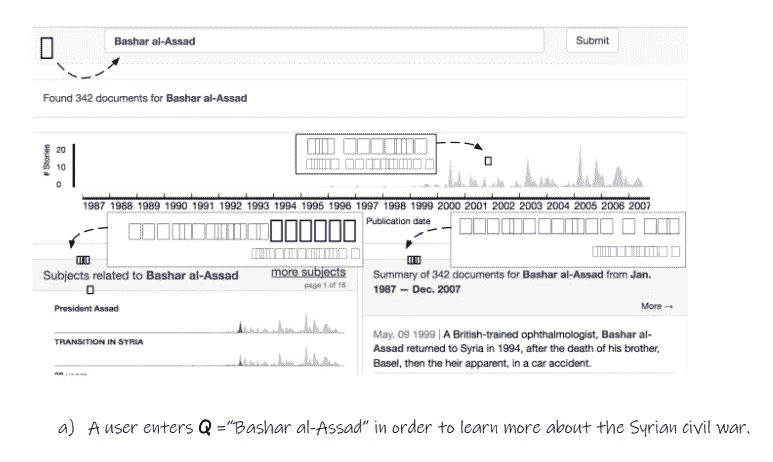 Bashar al-Assad
Submit
Found 342 documents for Bashar al-Assad
# Stories
20
10
0
1987 1988 1989 1990 1991 1992 1993 1994 1995 1996 1997 1998 1999 2000 2001 2002 2003 2004 2005 2006 2007
Publication date
Subjects related to Bashar al-Assad
more subjects
page 1 of 16
President Assad
TRANSITION IN SYRIA
Summary of 342 documents for Bashar al-Assad from Jan.
1987 — Dec. 2007
More →
May. 09 1999 | A British-trained ophthalmologist, Bashar al-
Assad returned to Syria in 1994, after the death of his brother,
Basel, then the heir apparent, in a car accident.
a) A user enters Q ="Bashar al-Assad" in order to learn more about the Syrian civil war.